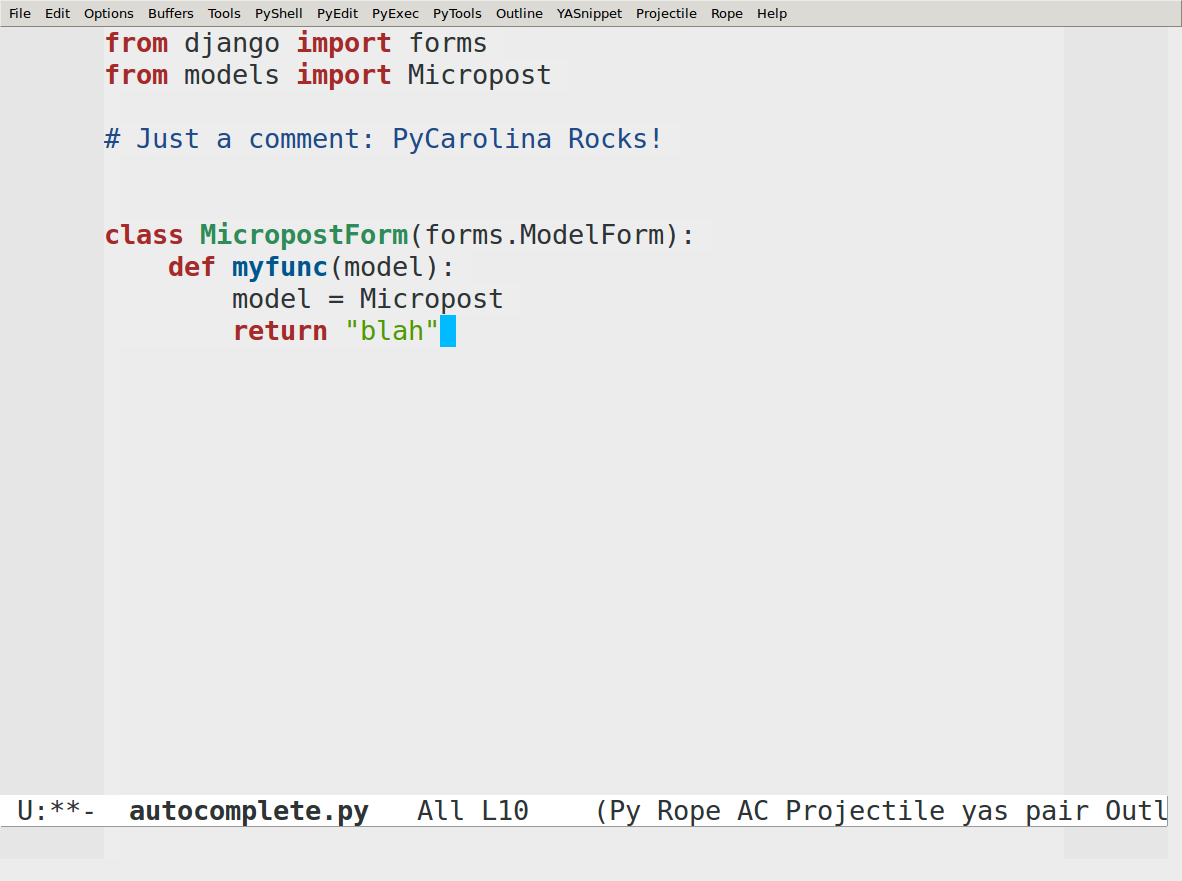 File Edit Options Buffers Tools PyShell PyEdit PyExec PyTools Outline YASnippet Projectile Rope Help
from django import forms
from models import Micropost
# Just a comment: PyCarolina Rocks!
class MicropostForm(forms.ModelForm):
    def myfunc(model):
        model = Micropost
        return "blah"
U:**-  autocomplete.py   All L10    (Py Rope AC Projectile yas pair Outl